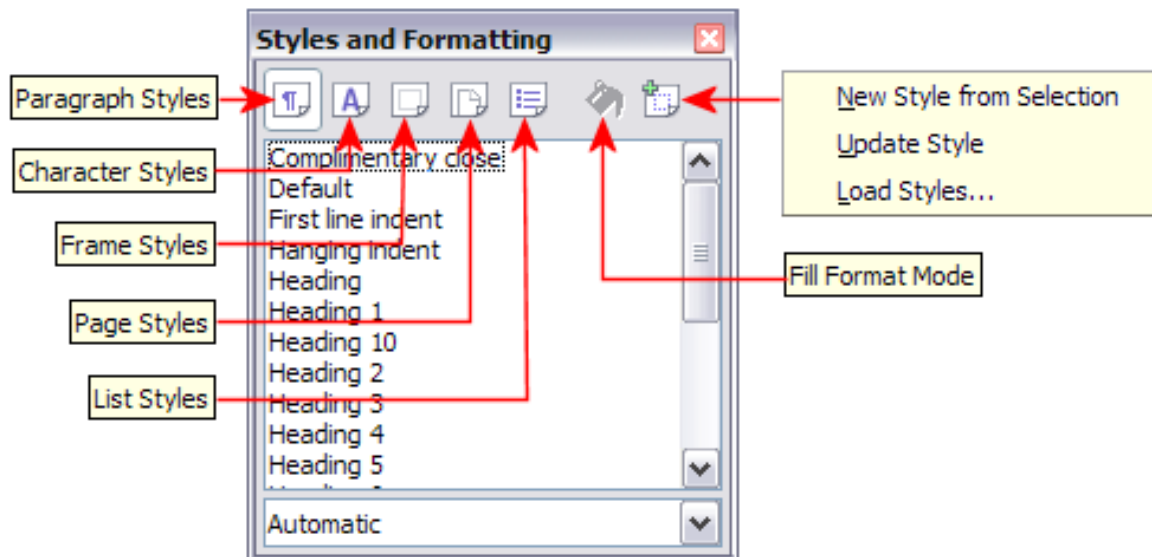 Styles and Formatting
Paragraph Styles
Character Styles
Frame Styles
Page Styles
List Styles
Complimentary close
Default
First line indent
Hanging indent
Heading
Heading 1
Heading 10
Heading 2
Heading 3
Heading 4
Heading 5
Automatic
New Style from Selection
Update Style
Load Styles...
Fill Format Mode